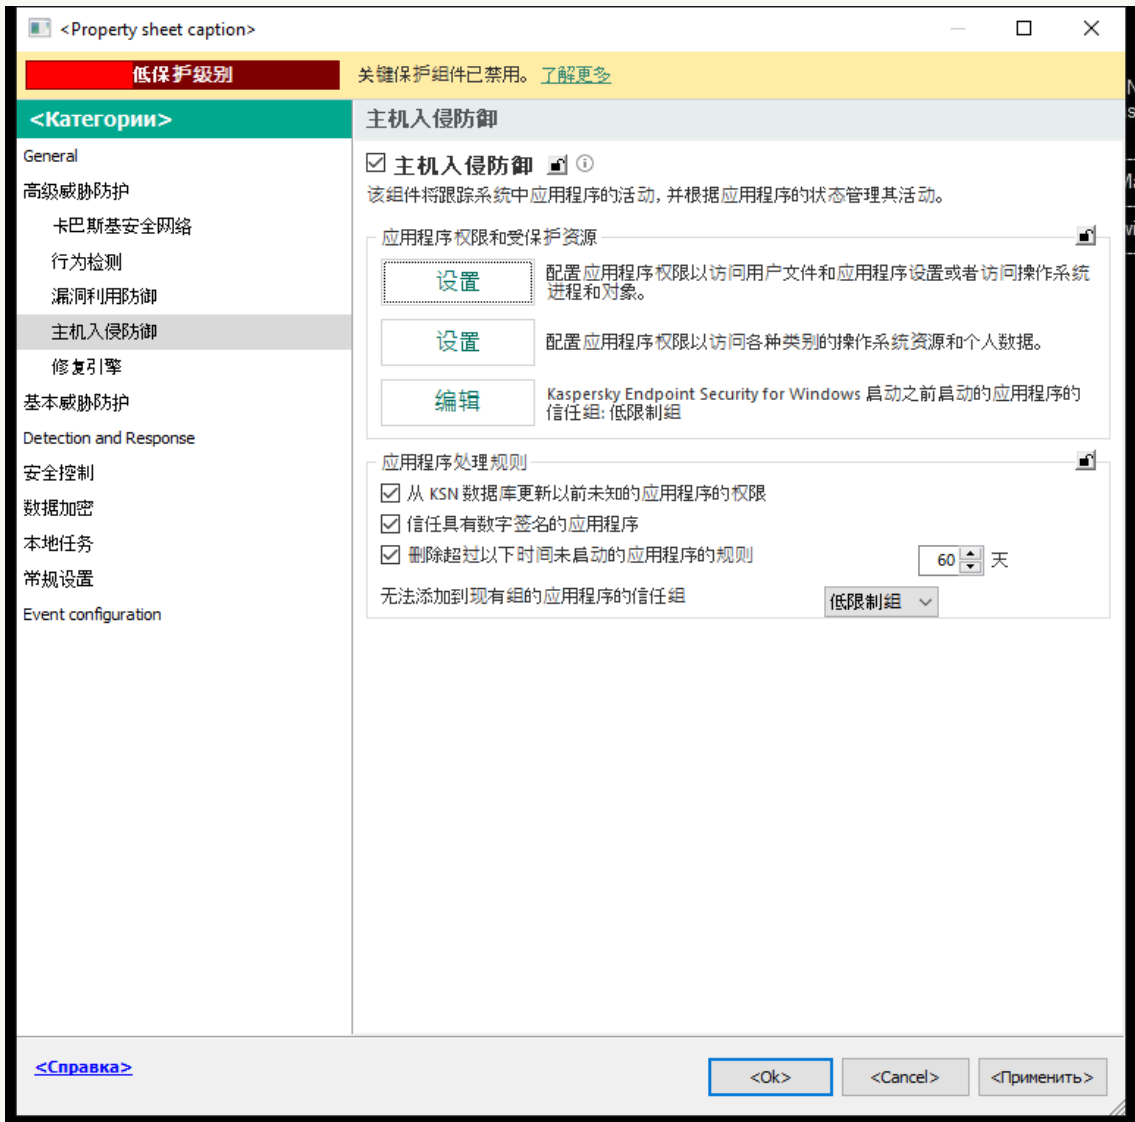 <Property sheet caption>
低保护级别
关键保护组件已禁用。 了解更多
<Категории>
General
高级威胁防护
卡巴斯基安全网络
行为检测
漏洞利用防御
主机入侵防御
修复引擎
基本威胁防护
Detection and Response
安全控制
数据加密
本地任务
常规设置
Event configuration
主机入侵防御
主机入侵防御
该组件将跟踪系统中应用程序的活动, 并根据应用程序的状态管理其活动。
应用程序权限和受保护资源
设置
配置应用程序权限以访问用户文件和应用程序设置或者访问操作系统
进程和对象。
设置
配置应用程序权限以访问各种类别的操作系统资源和个人数据。
编辑
Kaspersky Endpoint Security for Windows 启动之前启动的应用程序的
信任组: 低限制组
应用程序处理规则
从 KSN 数据库更新以前未知的应用程序的权限
信任具有数字签名的应用程序
删除超过以下时间未启动的应用程序的规则
60 天
无法添加到现有组的应用程序的信任组
低限制组
<Справка>
<Ok>
<Cancel>
<Применить>